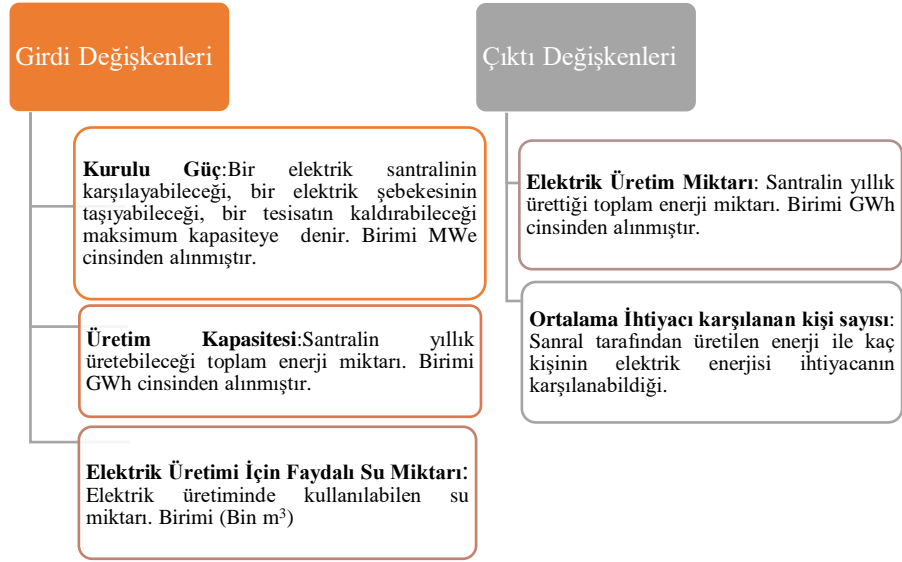 Girdi Değişkenleri
Kurulu Güç:Bir elektrik santralinin
karşılayabileceği, bir elektrik şebekesinin
taşıyabileceği, bir tesisatın kaldırabileceği
maksimum kapasiteye denir. Birimi MWe
cinsinden alınmıştır.
Üretim Kapasitesi:Santralin yıllık
üretebileceği toplam enerji miktarı. Birimi
GWh cinsinden alınmıştır.
Elektrik Üretimi İçin Faydalı Su Miktarı:
Elektrik üretiminde kullanılabilen su
miktarı. Birimi (Bin m³)
Çıktı Değişkenleri
Elektrik Üretim Miktarı: Santralin yıllık
ürettiği toplam enerji miktarı. Birimi GWh
cinsinden alınmıştır.
Ortalama İhtiyacı karşılanan kişi sayısı:
Sanral tarafından üretilen enerji ile kaç
kişinin elektrik enerjisi ihtiyacanın
karşılanabildiği.